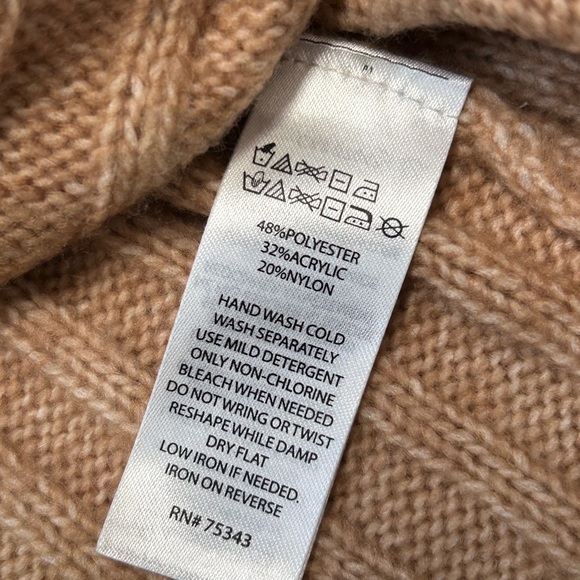 48%POLYESTER
32%ACRYLIC
20%NYLON
HAND WASH COLD
WASH SEPARATELY
USE MILD DETERGENT
ONLY NON-CHLORINE
BLEACH WHEN NEEDED
DO NOT WRING OR TWIST
RESHAPE WHILE DAMP
DRY FLAT
LOW IRON IF NEEDED.
IRON ON REVERSE
RN# 75343